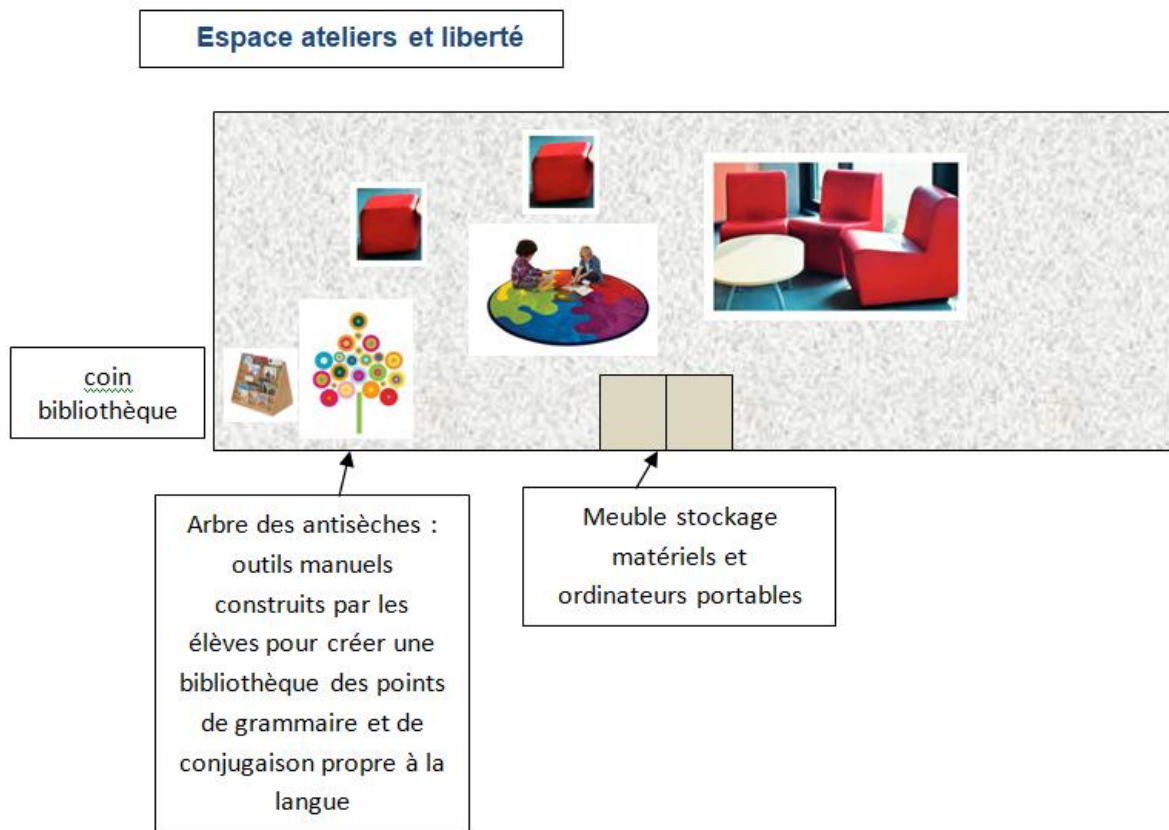 Espace ateliers et liberté
coin
bibliothèque
Arbre des antisèches :
outils manuels
construits par les
élèves pour créer une
bibliothèque des points
de grammaire et de
conjugaison propre à la
langue
Meuble stockage
matériels et
ordinateurs portables